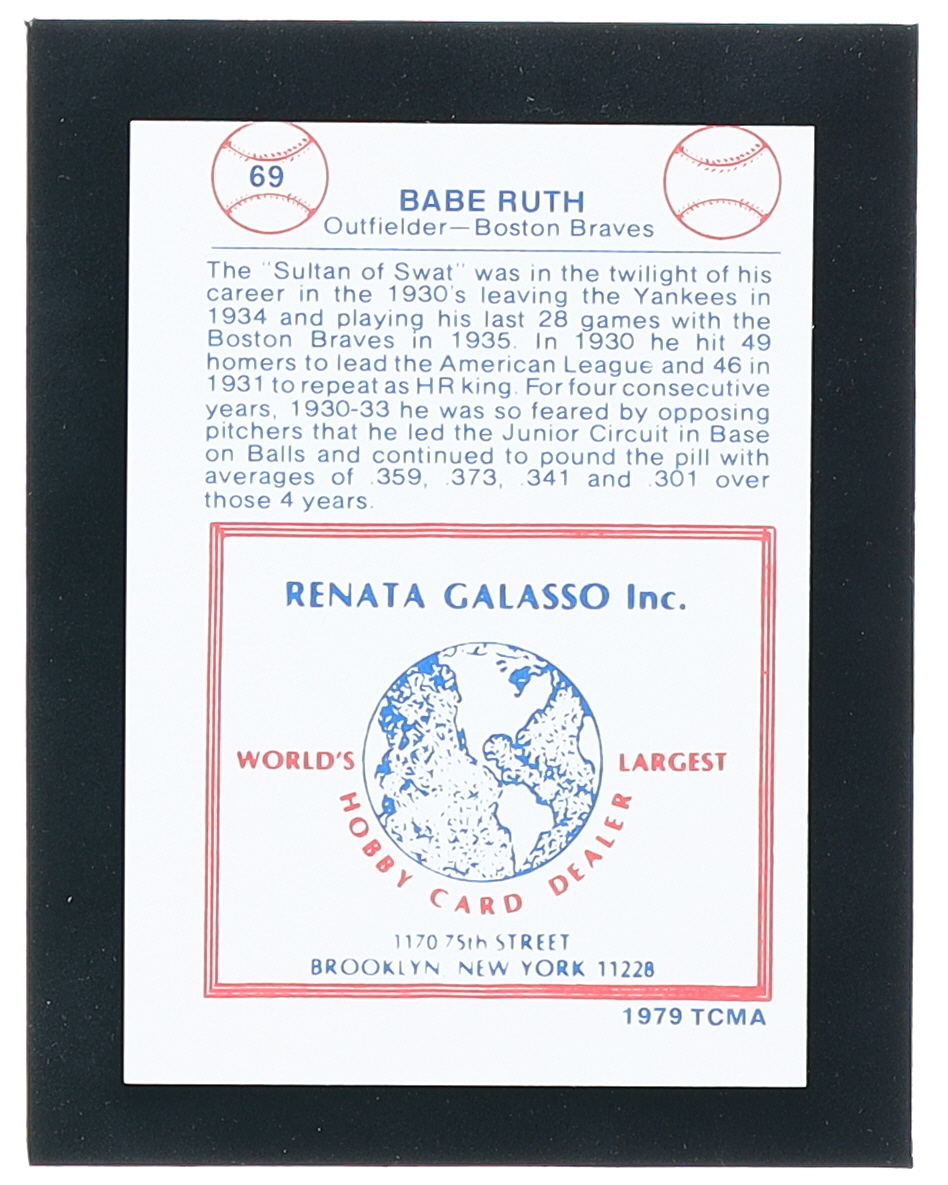 69
BABE RUTH
Outfielder—Boston Braves
The "Sultan of Swat" was in the twilight of his
career in the 1930's leaving the Yankees in
1934 and playing his last 28 games with the
Boston Braves in 1935. In 1930 he hit 49
homers to lead the American League and 46 in
1931 to repeat as HR king. For four consecutive
years, 1930-33 he was so feared by opposing
pitchers that he led the Junior Circuit in Base
on Balls and continued to pound the pill with
averages of .359, .373, .341 and .301 over
those 4 years.
RENATA GALASSO Inc.
WORLD'S LARGEST
HOBBY CARD DEALER
1170 75th STREET
BROOKLYN, NEW YORK 11228
1979 TCMA